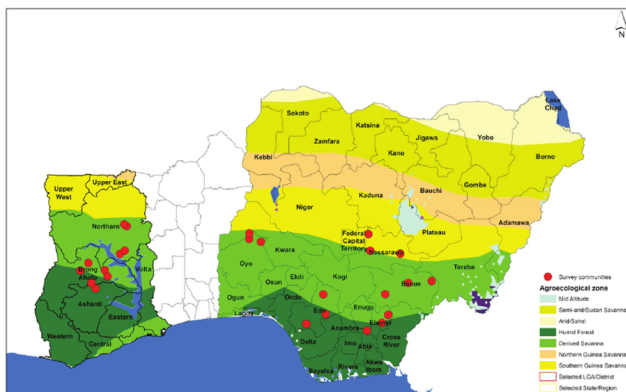 N
Lake
Chad
Sokoto
Katsina
Jigawa
Yobe
Zamfara
Kano
Borno
Kebbi
Gombe
Bauchi
Kaduna
Upper East
Upper
West
Niger
Adamawa
Northern
Federal
Capital
Territory
Plateau
Nassarawa
Kwara
Oyo
Taraba
Volta
Brong
Ahafo
Ekiti
Kogi
Benue
Osun
Ogun
Ondo
Enugu
Lagos
Edo
Ebonyi
Ashanti
Eastern
Anambra
Cross
River
Delta
Imo
Abia
Western
Central
Akwa
Ibom
Rivers
Bayelsa
Survey communities
Agroecological zone
Mid Altitude
Semi arid/Sudan Savanna
Arid/Sahel
Humid Forest
Derived Savanna
Northern Guinea Savanna
Southern Guinea Savanna
Selected LGA/District
Selected State/Region